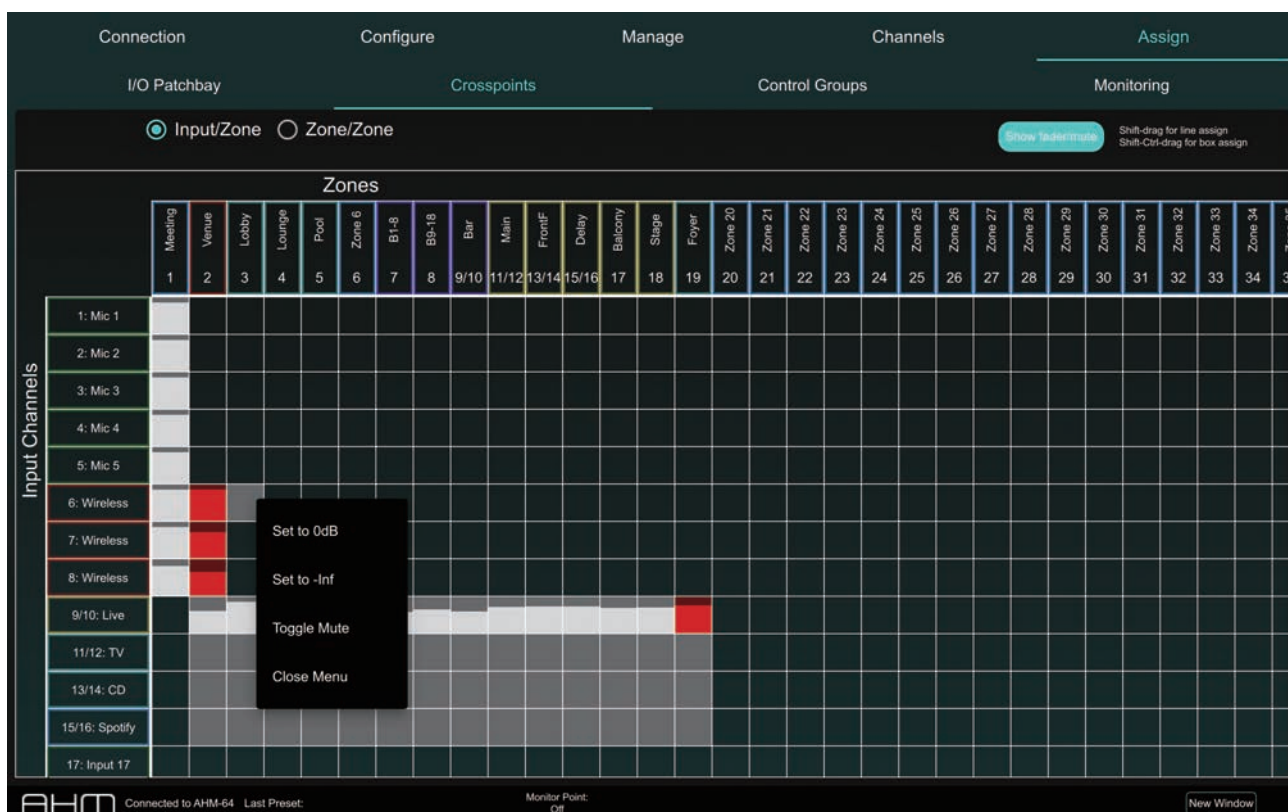 Connection Configure Manage Channels Assign
I/O Patchbay Crosspoints Control Groups Monitoring
Input/Zone Zone/Zone Show fader/mute Shift-drag for line assign
Shift-Ctrl-drag for box assign
Zones
Meeting Venue Lobby Lounge Pool Zone 6 B1-8 B9-18 Bar Main FrontF Delay Balcony Stage Foyer Zone 20 Zone 21 Zone 22 Zone 23 Zone 24 Zone 25 Zone 26 Zone 27 Zone 28 Zone 29 Zone 30 Zone 31 Zone 32 Zone 33 Zone 34
1 2 3 4 5 6 7 8 9/10 11/12 13/14 15/16 17 18 19 20 21 22 23 24 25 26 27 28 29 30 31 32 33 34
Input Channels
1: Mic 1
2: Mic 2
3: Mic 3
4: Mic 4
5: Mic 5
6: Wireless
7: Wireless
8: Wireless
9/10: Live
11/12: TV
13/14: CD
15/16: Spotify
17: Input 17
Set to 0dB
Set to -Inf
Toggle Mute
Close Menu
AHM Connected to AHM-64 Last Preset: Monitor Point: New Window
Off